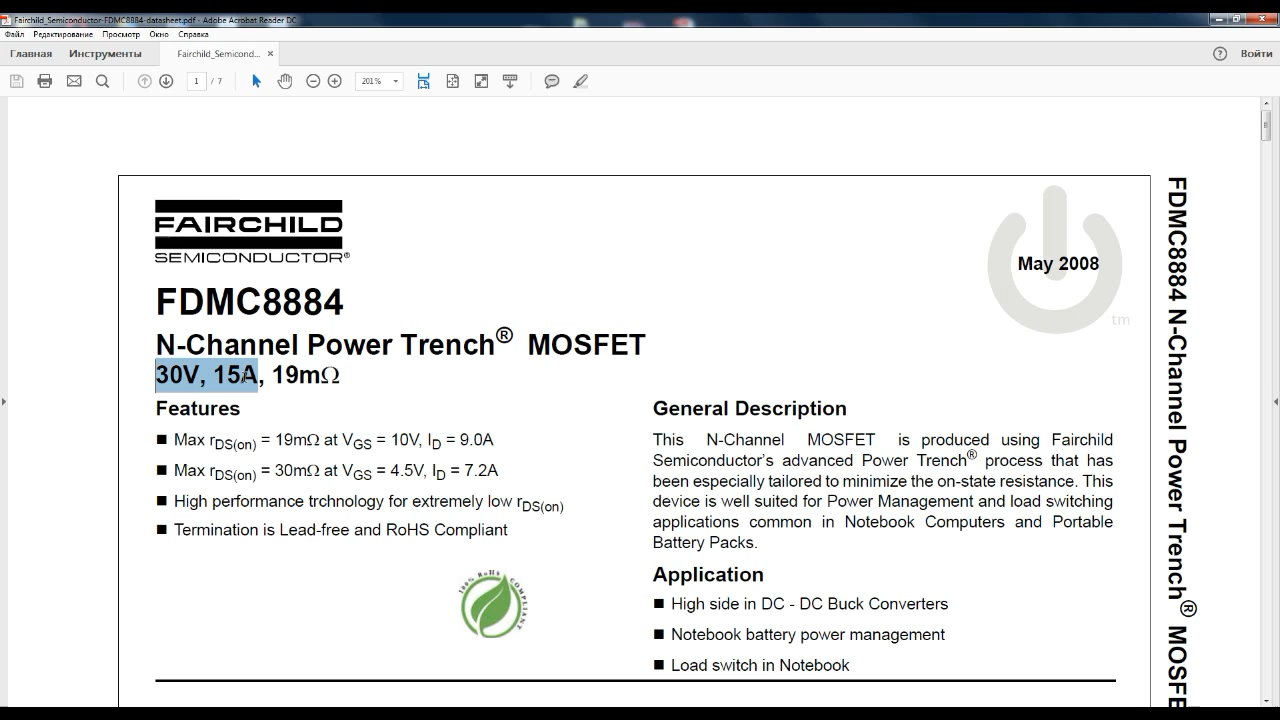 Fairchild_Semiconductor-FDMC8884-datasheet.pdf - Adobe Acrobat Reader DC
Файл Редактирование Просмотр Окно Справка
Главная Инструменты Fairchild_Semicond... × ? Войти
1 / 7 201%
FAIRCHILD
SEMICONDUCTOR®
May 2008
tm
FDMC8884
N-Channel Power Trench® MOSFET
30V, 15A, 19mΩ
Features
■ Max rDS(on) = 19mΩ at VGS = 10V, ID = 9.0A
■ Max rDS(on) = 30mΩ at VGS = 4.5V, ID = 7.2A
■ High performance trchnology for extremely low rDS(on)
■ Termination is Lead-free and RoHS Compliant
100% RoHS COMPLIANT
General Description
This N-Channel MOSFET is produced using Fairchild
Semiconductor's advanced Power Trench® process that has
been especially tailored to minimize the on-state resistance. This
device is well suited for Power Management and load switching
applications common in Notebook Computers and Portable
Battery Packs.
Application
■ High side in DC - DC Buck Converters
■ Notebook battery power management
■ Load switch in Notebook
FDMC8884 N-Channel Power Trench® MOSFE